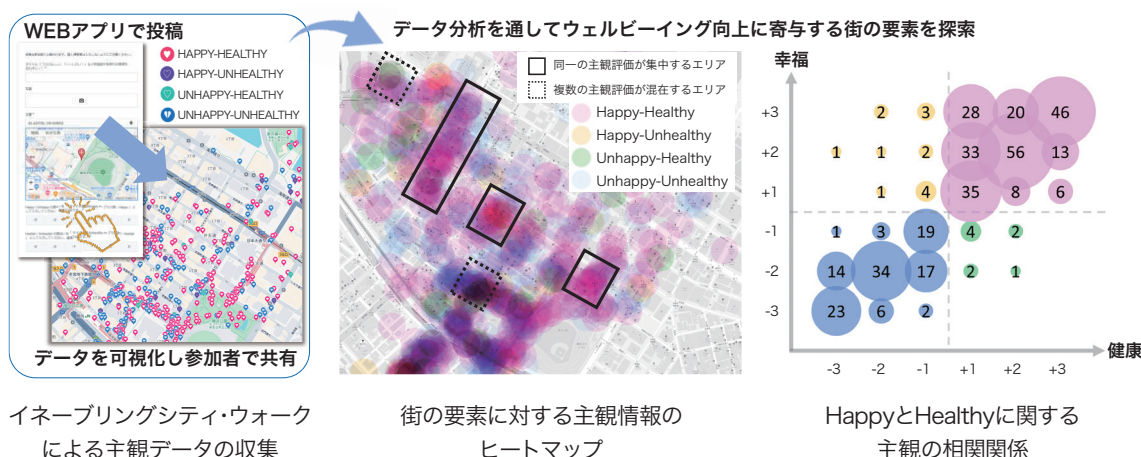 WEBアプリで投稿
HAPPY-HEALTHY
HAPPY-UNHEALTHY
UNHAPPY-HEALTHY
UNHAPPY-UNHEALTHY
データを可視化し参加者で共有
イネーブリングシティ・ウォーク
による主観データの収集
データ分析を通してウェルビーイング向上に寄与する街の要素を探索
同一の主観評価が集中するエリア
複数の主観評価が混在するエリア
Happy-Healthy
Happy-Unhealthy
Unhappy-Healthy
Unhappy-Unhealthy
街の要素に対する主観情報の
ヒートマップ
幸福
+3 2 3 28 20 46
+2 1 1 2 33 56 13
+1 1 4 35 8 6
-1 1 3 19 4 2
-2 14 34 17 2 1
-3 23 6 2
健康
-3 -2 -1 +1 +2 +3
HappyとHealthyに関する
主観の相関関係